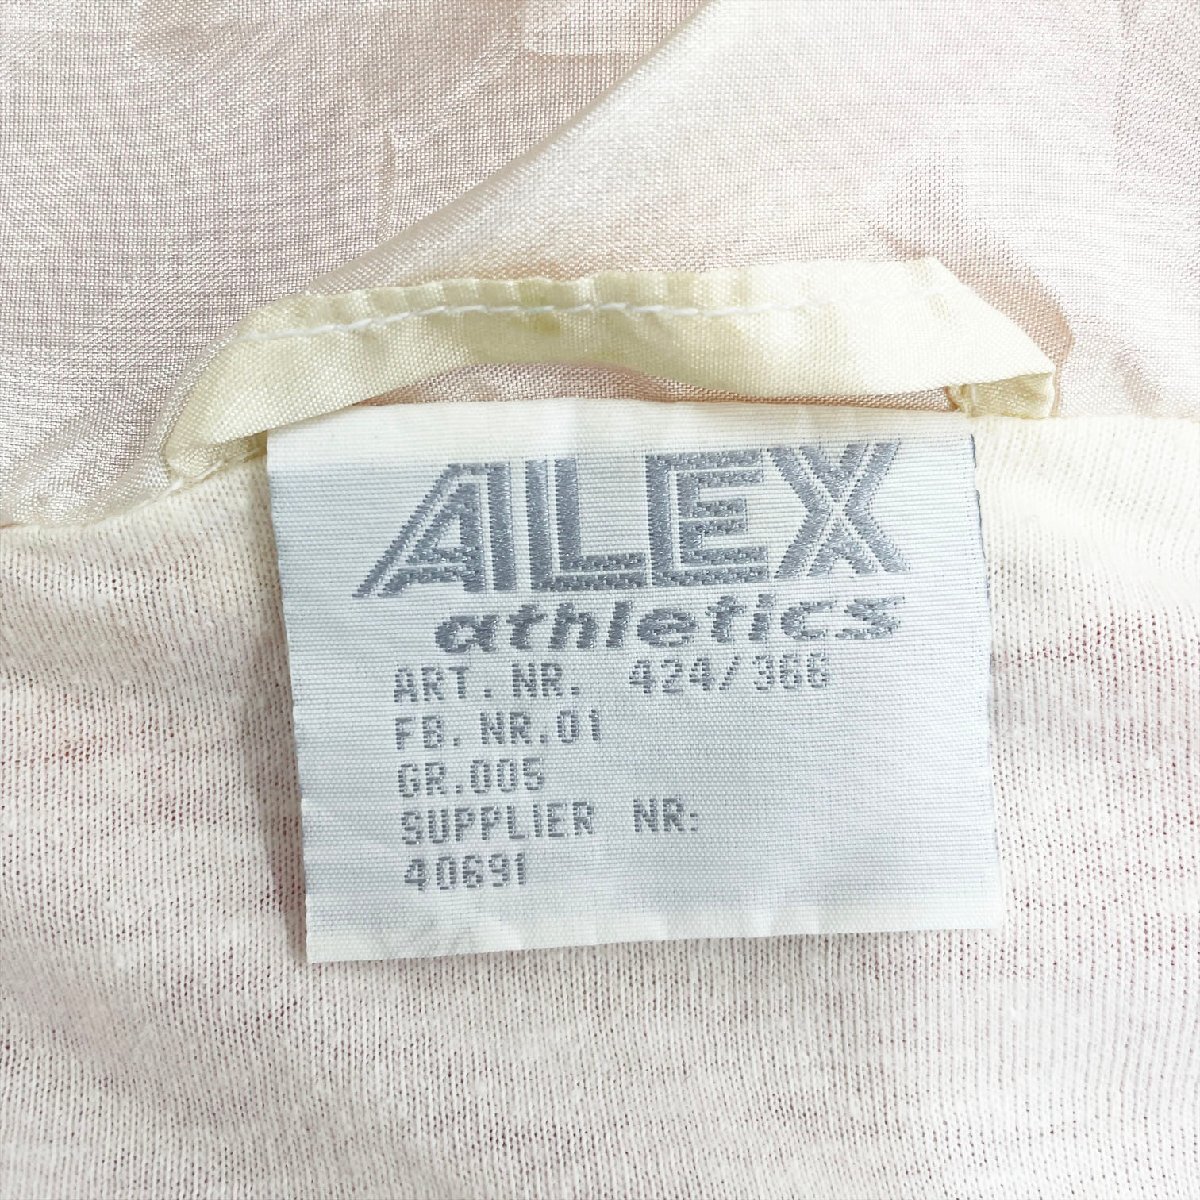 ALEX
athletics
ART. NR. 424/366
FB. NR.01
GR.005
SUPPLIER NR:
40691